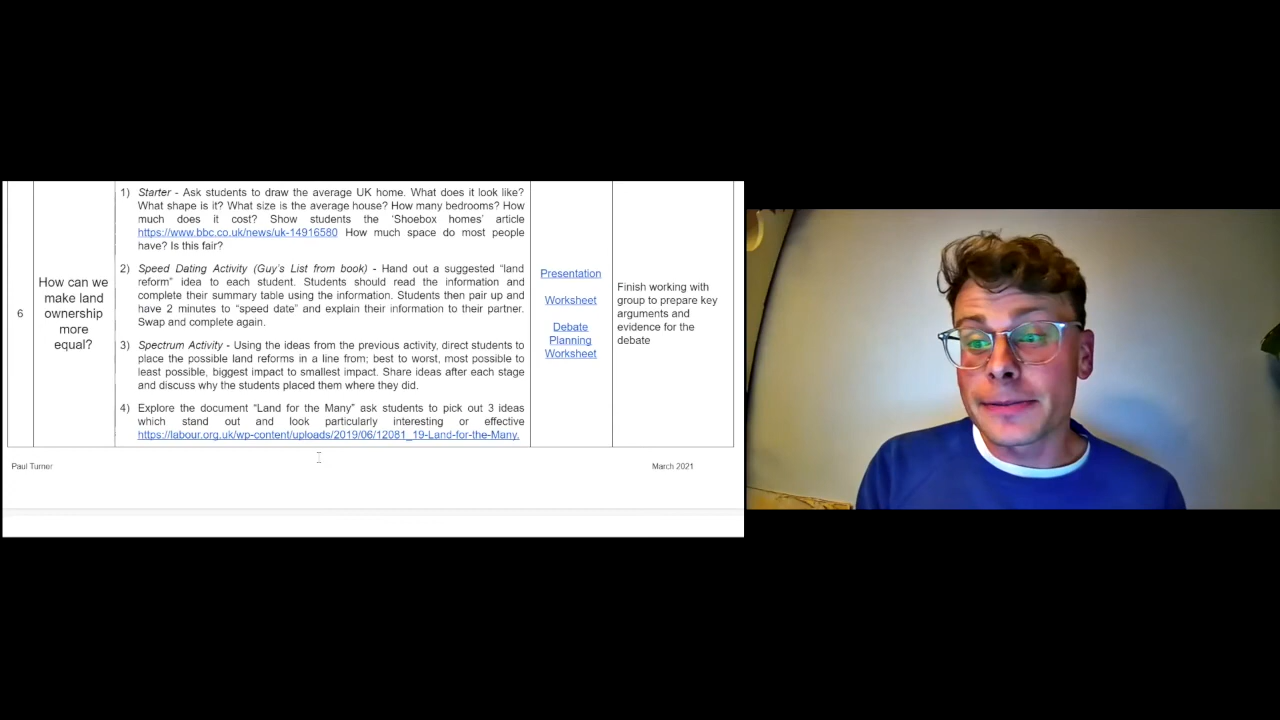 6
How can we
make land
ownership
more
equal?
1) Starter - Ask students to draw the average UK home. What does it look like?
What shape is it? What size is the average house? How many bedrooms? How
much does it cost? Show students the 'Shoebox homes' article
https://www.bbc.co.uk/news/uk-14916580 How much space do most people
have? Is this fair?
2) Speed Dating Activity (Guy's List from book) - Hand out a suggested "land
reform" idea to each student. Students should read the information and
complete their summary table using the information. Students then pair up and
have 2 minutes to "speed date" and explain their information to their partner.
Swap and complete again.
3) Spectrum Activity - Using the ideas from the previous activity, direct students to
place the possible land reforms in a line from; best to worst, most possible to
least possible, biggest impact to smallest impact. Share ideas after each stage
and discuss why the students placed them where they did.
4) Explore the document "Land for the Many" ask students to pick out 3 ideas
which stand out and look particularly interesting or effective
https://labour.org.uk/wp-content/uploads/2019/06/12081_19-Land-for-the-Many.
Presentation
Worksheet
Debate
Planning
Worksheet
Finish working with
group to prepare key
arguments and
evidence for the
debate
Paul Turner
March 2021